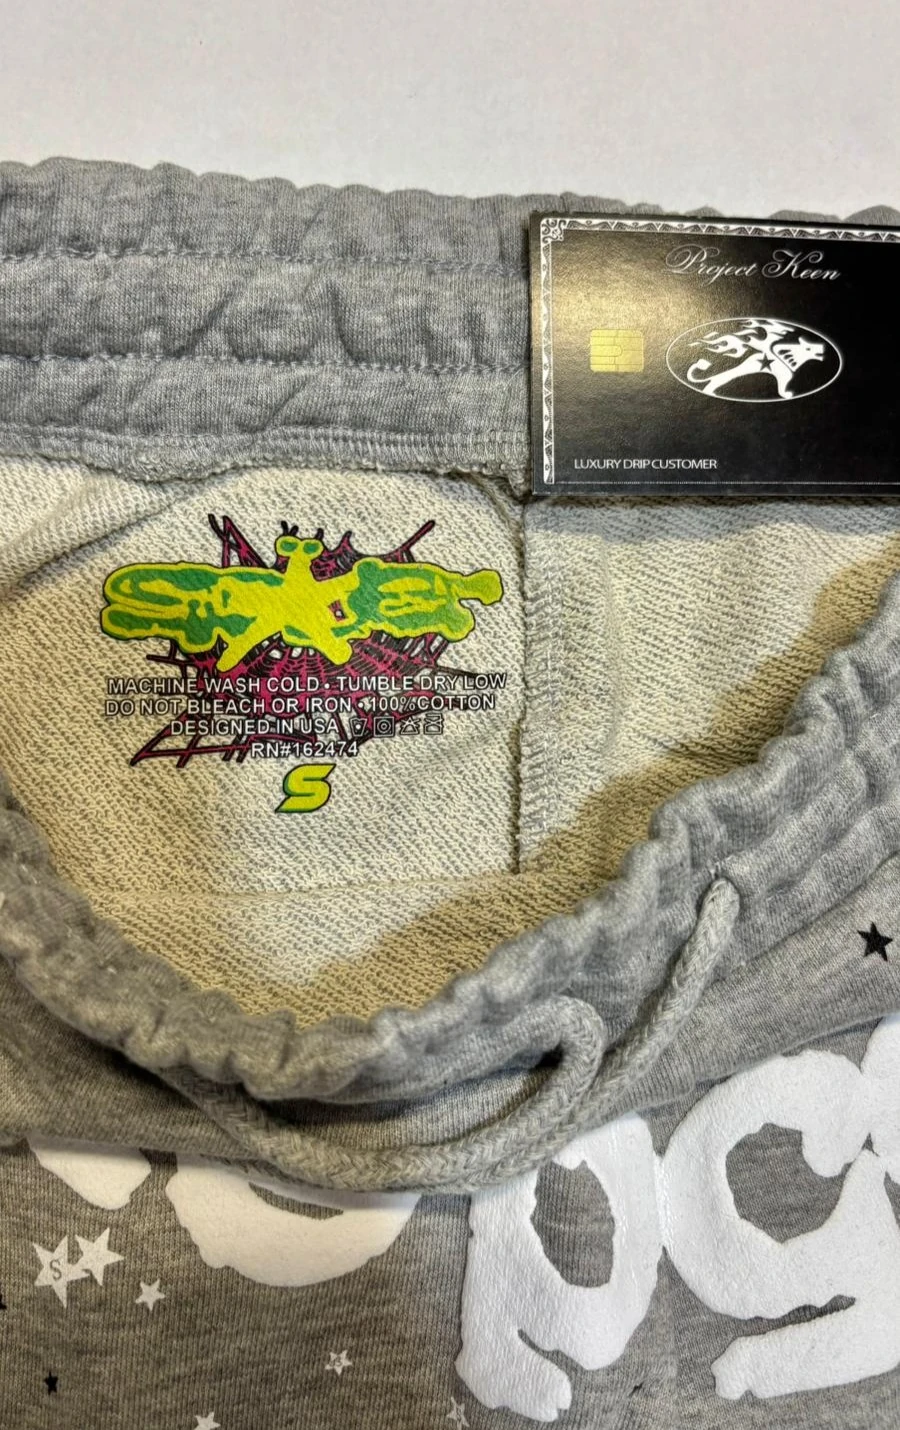 Project Keen
LUXURY DRIP CUSTOMER
MACHINE WASH COLD • TUMBLE DRY LOW
DO NOT BLEACH OR IRON • 100% COTTON
DESIGNED IN USA
RN#162474
S